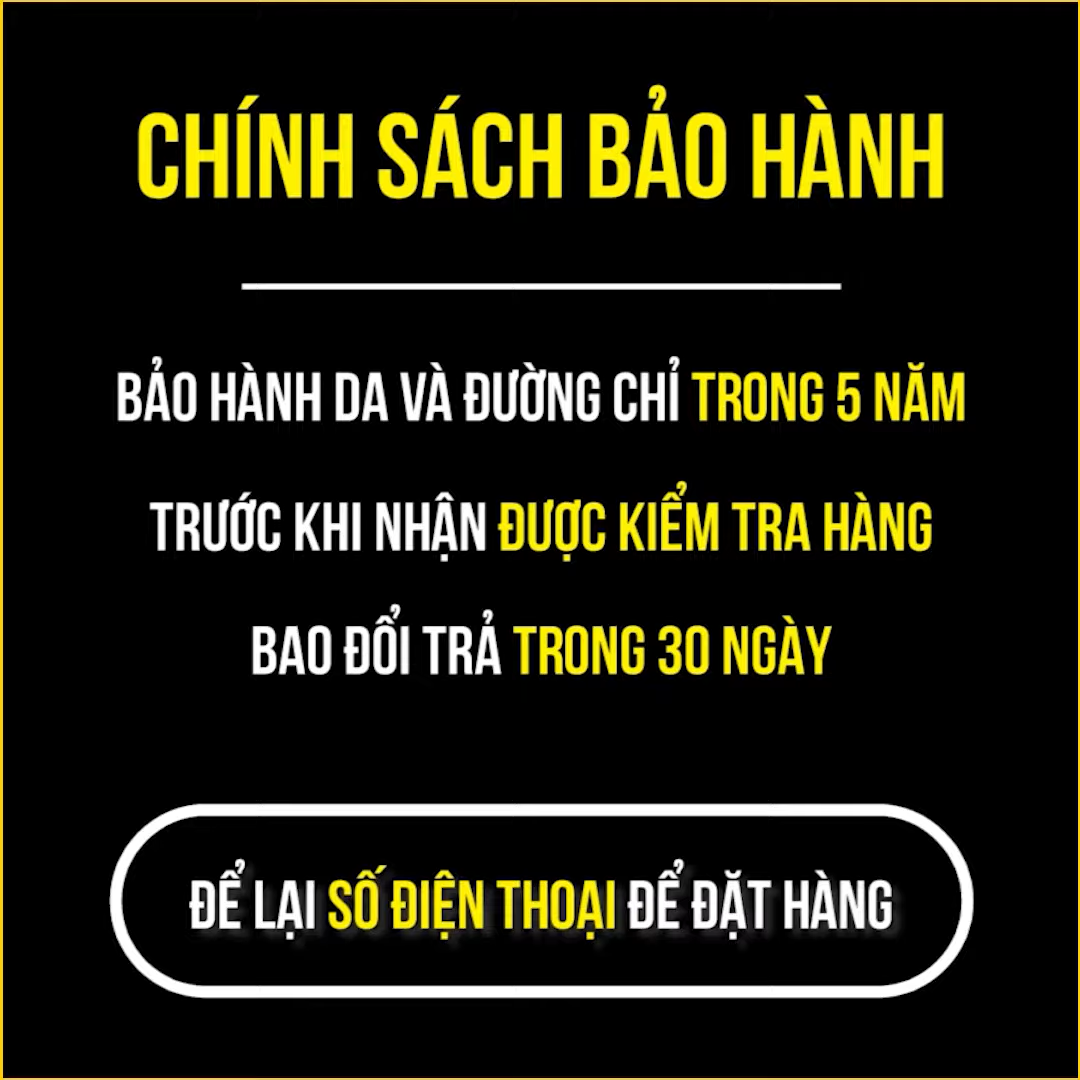 CHÍNH SÁCH BẢO HÀNH
BẢO HÀNH DA VÀ ĐƯỜNG CHỈ TRONG 5 NĂM
TRƯỚC KHI NHẬN ĐƯỢC KIỂM TRA HÀNG
BAO ĐỔI TRẢ TRONG 30 NGÀY
ĐỂ LẠI SỐ ĐIỆN THOẠI ĐỂ ĐẶT HÀNG